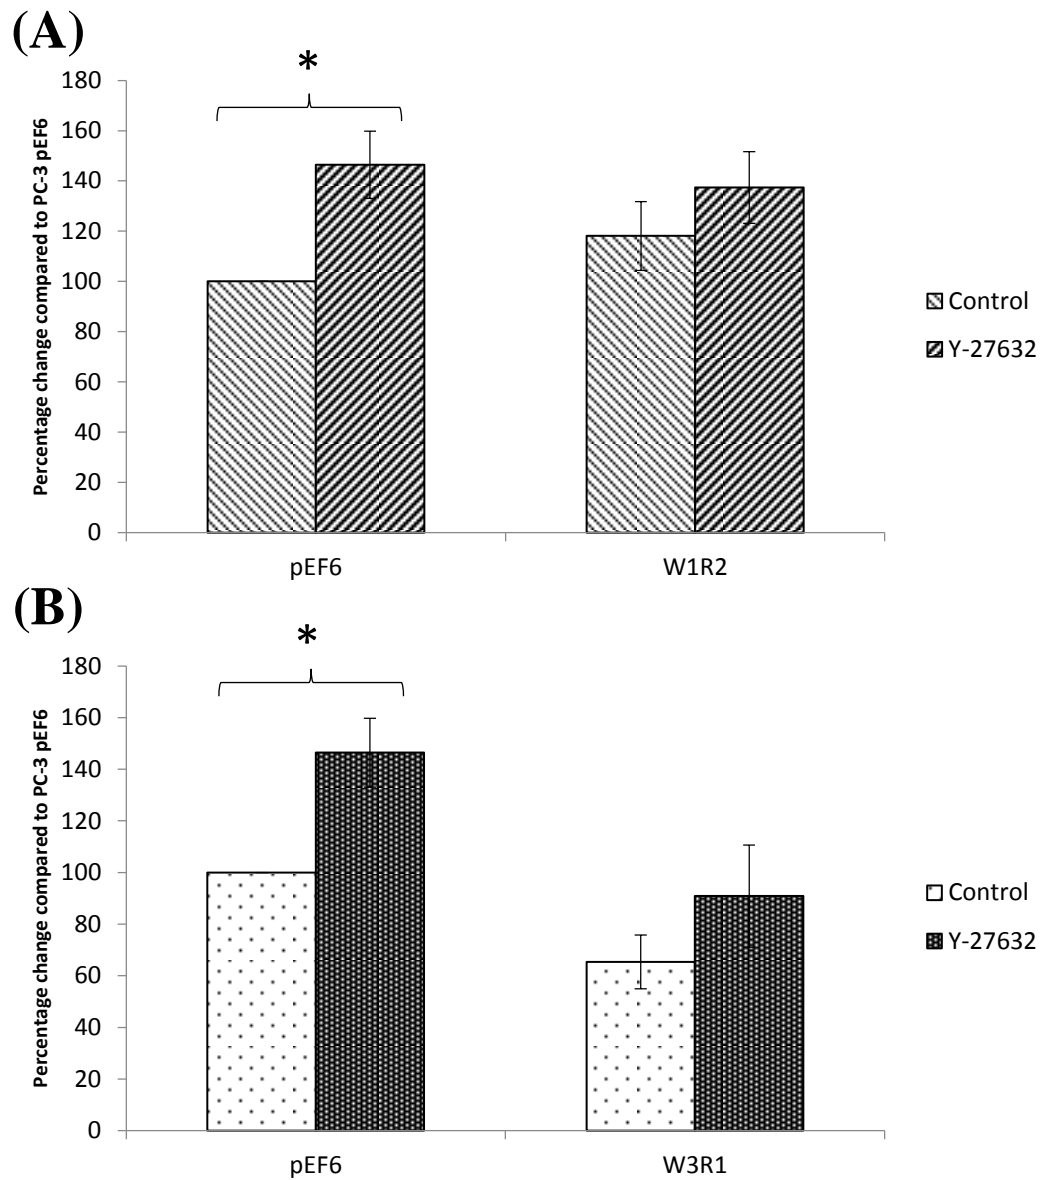 (A)
*
Percentage change compared to PC-3 pEF6
180
160
140
120
100
80
60
40
20
0
pEF6
W1R2
Control
Y-27632
(B)
*
Percentage change compared to PC-3 pEF6
180
160
140
120
100
80
60
40
20
0
pEF6
W3R1
Control
Y-27632